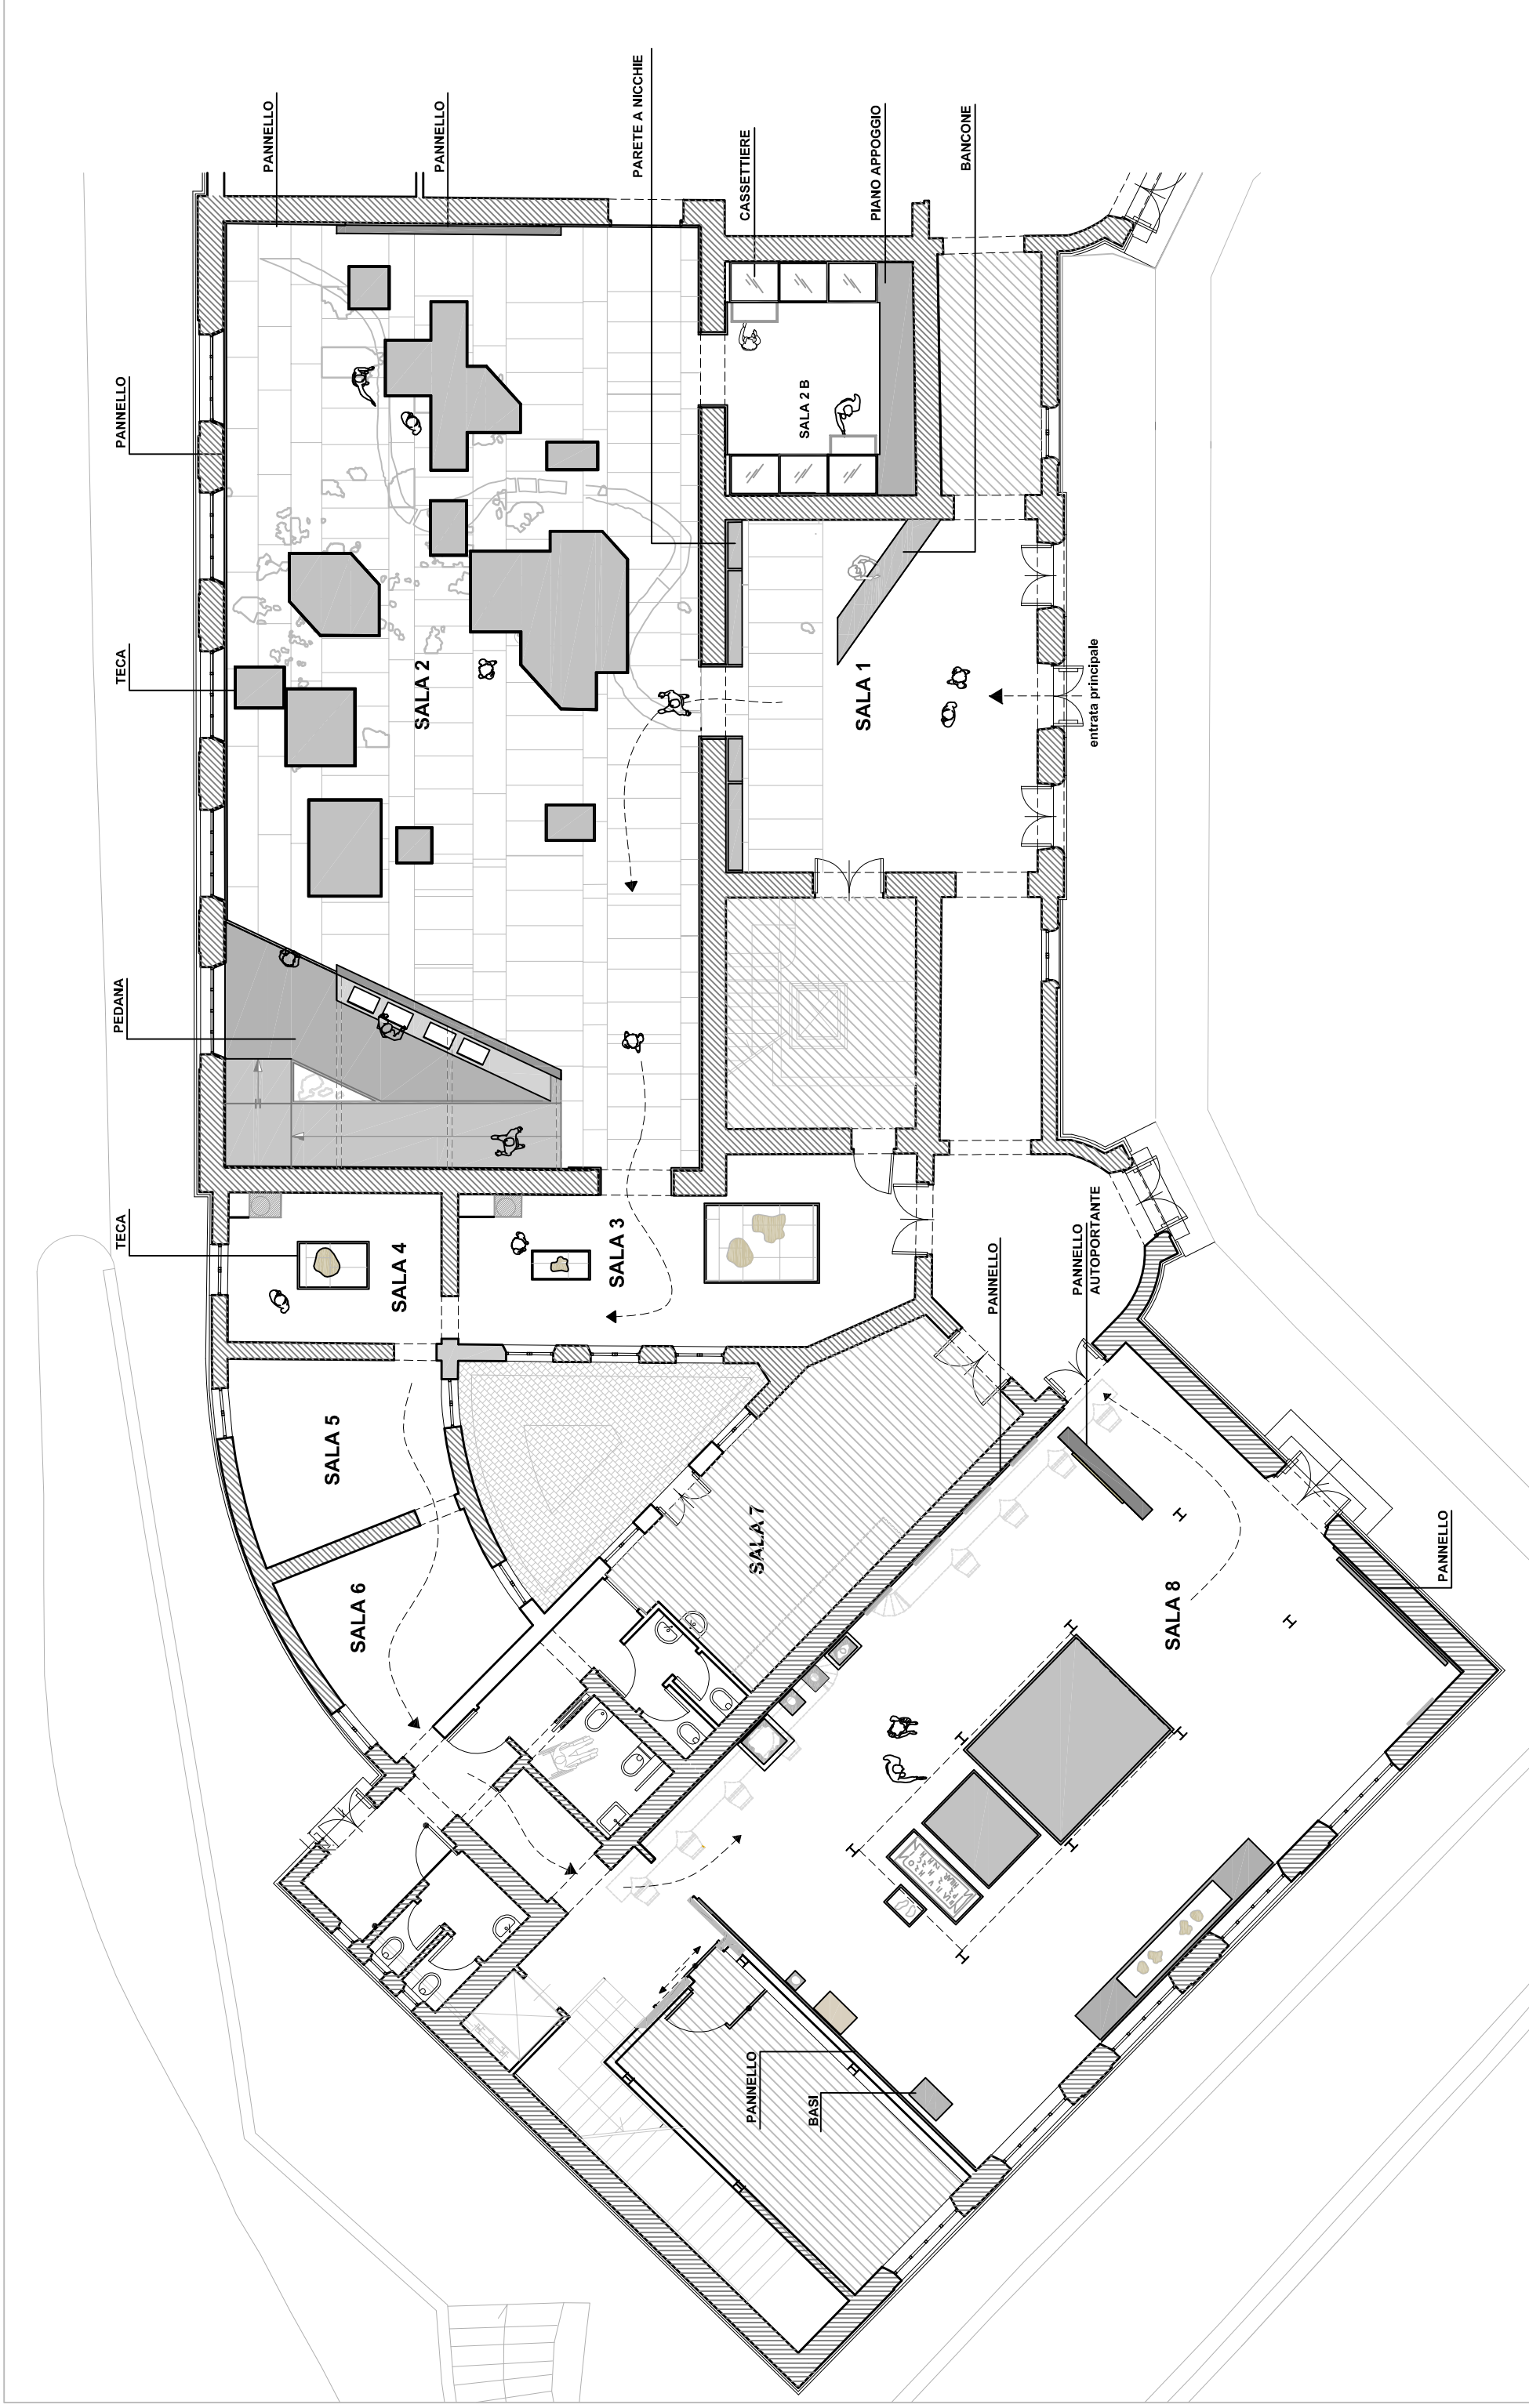 TECA
PEDANA
TECA
PANNELLO
PANNELLO
SALA 5
SALA 6
SALA 4
SALA 2
PANNELLO
SALA 3
PARETE A NICCHIE
CASSETTIERE
PANNELLO
SALA 7
SALA 2 B
BASI
SALA 1
PIANO APPOGGIO
BANCONE
PANNELLO
PANNELLO
AUTOPORTANTE
entrata principale
SALA 8
PANNELLO